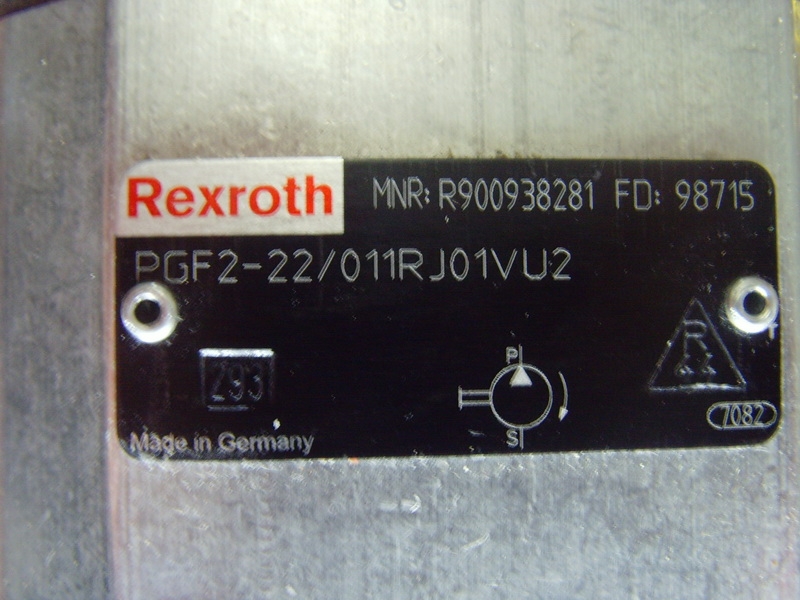 Rexroth MNR: R900938281 FD: 98715
PGF2-22/011RJ01VU2
P
R
293
7082
S
Made in Germany